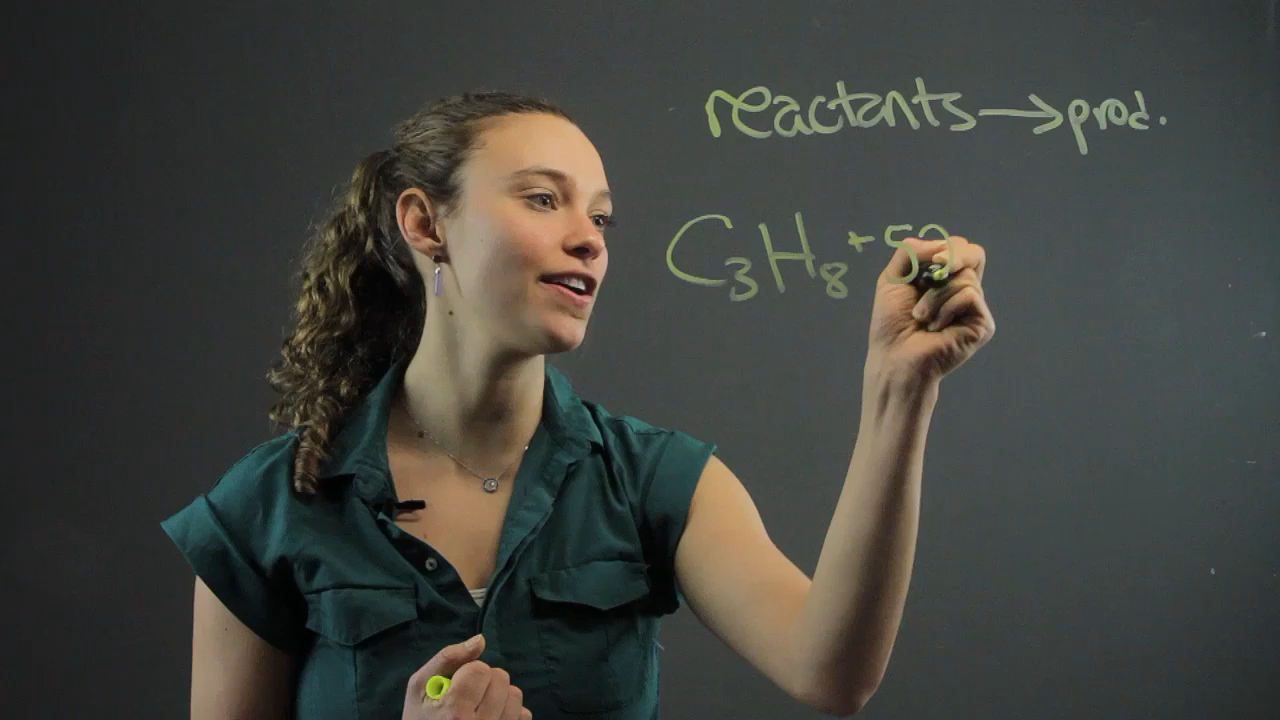 reactants → prod.
C₃H₈ + 5